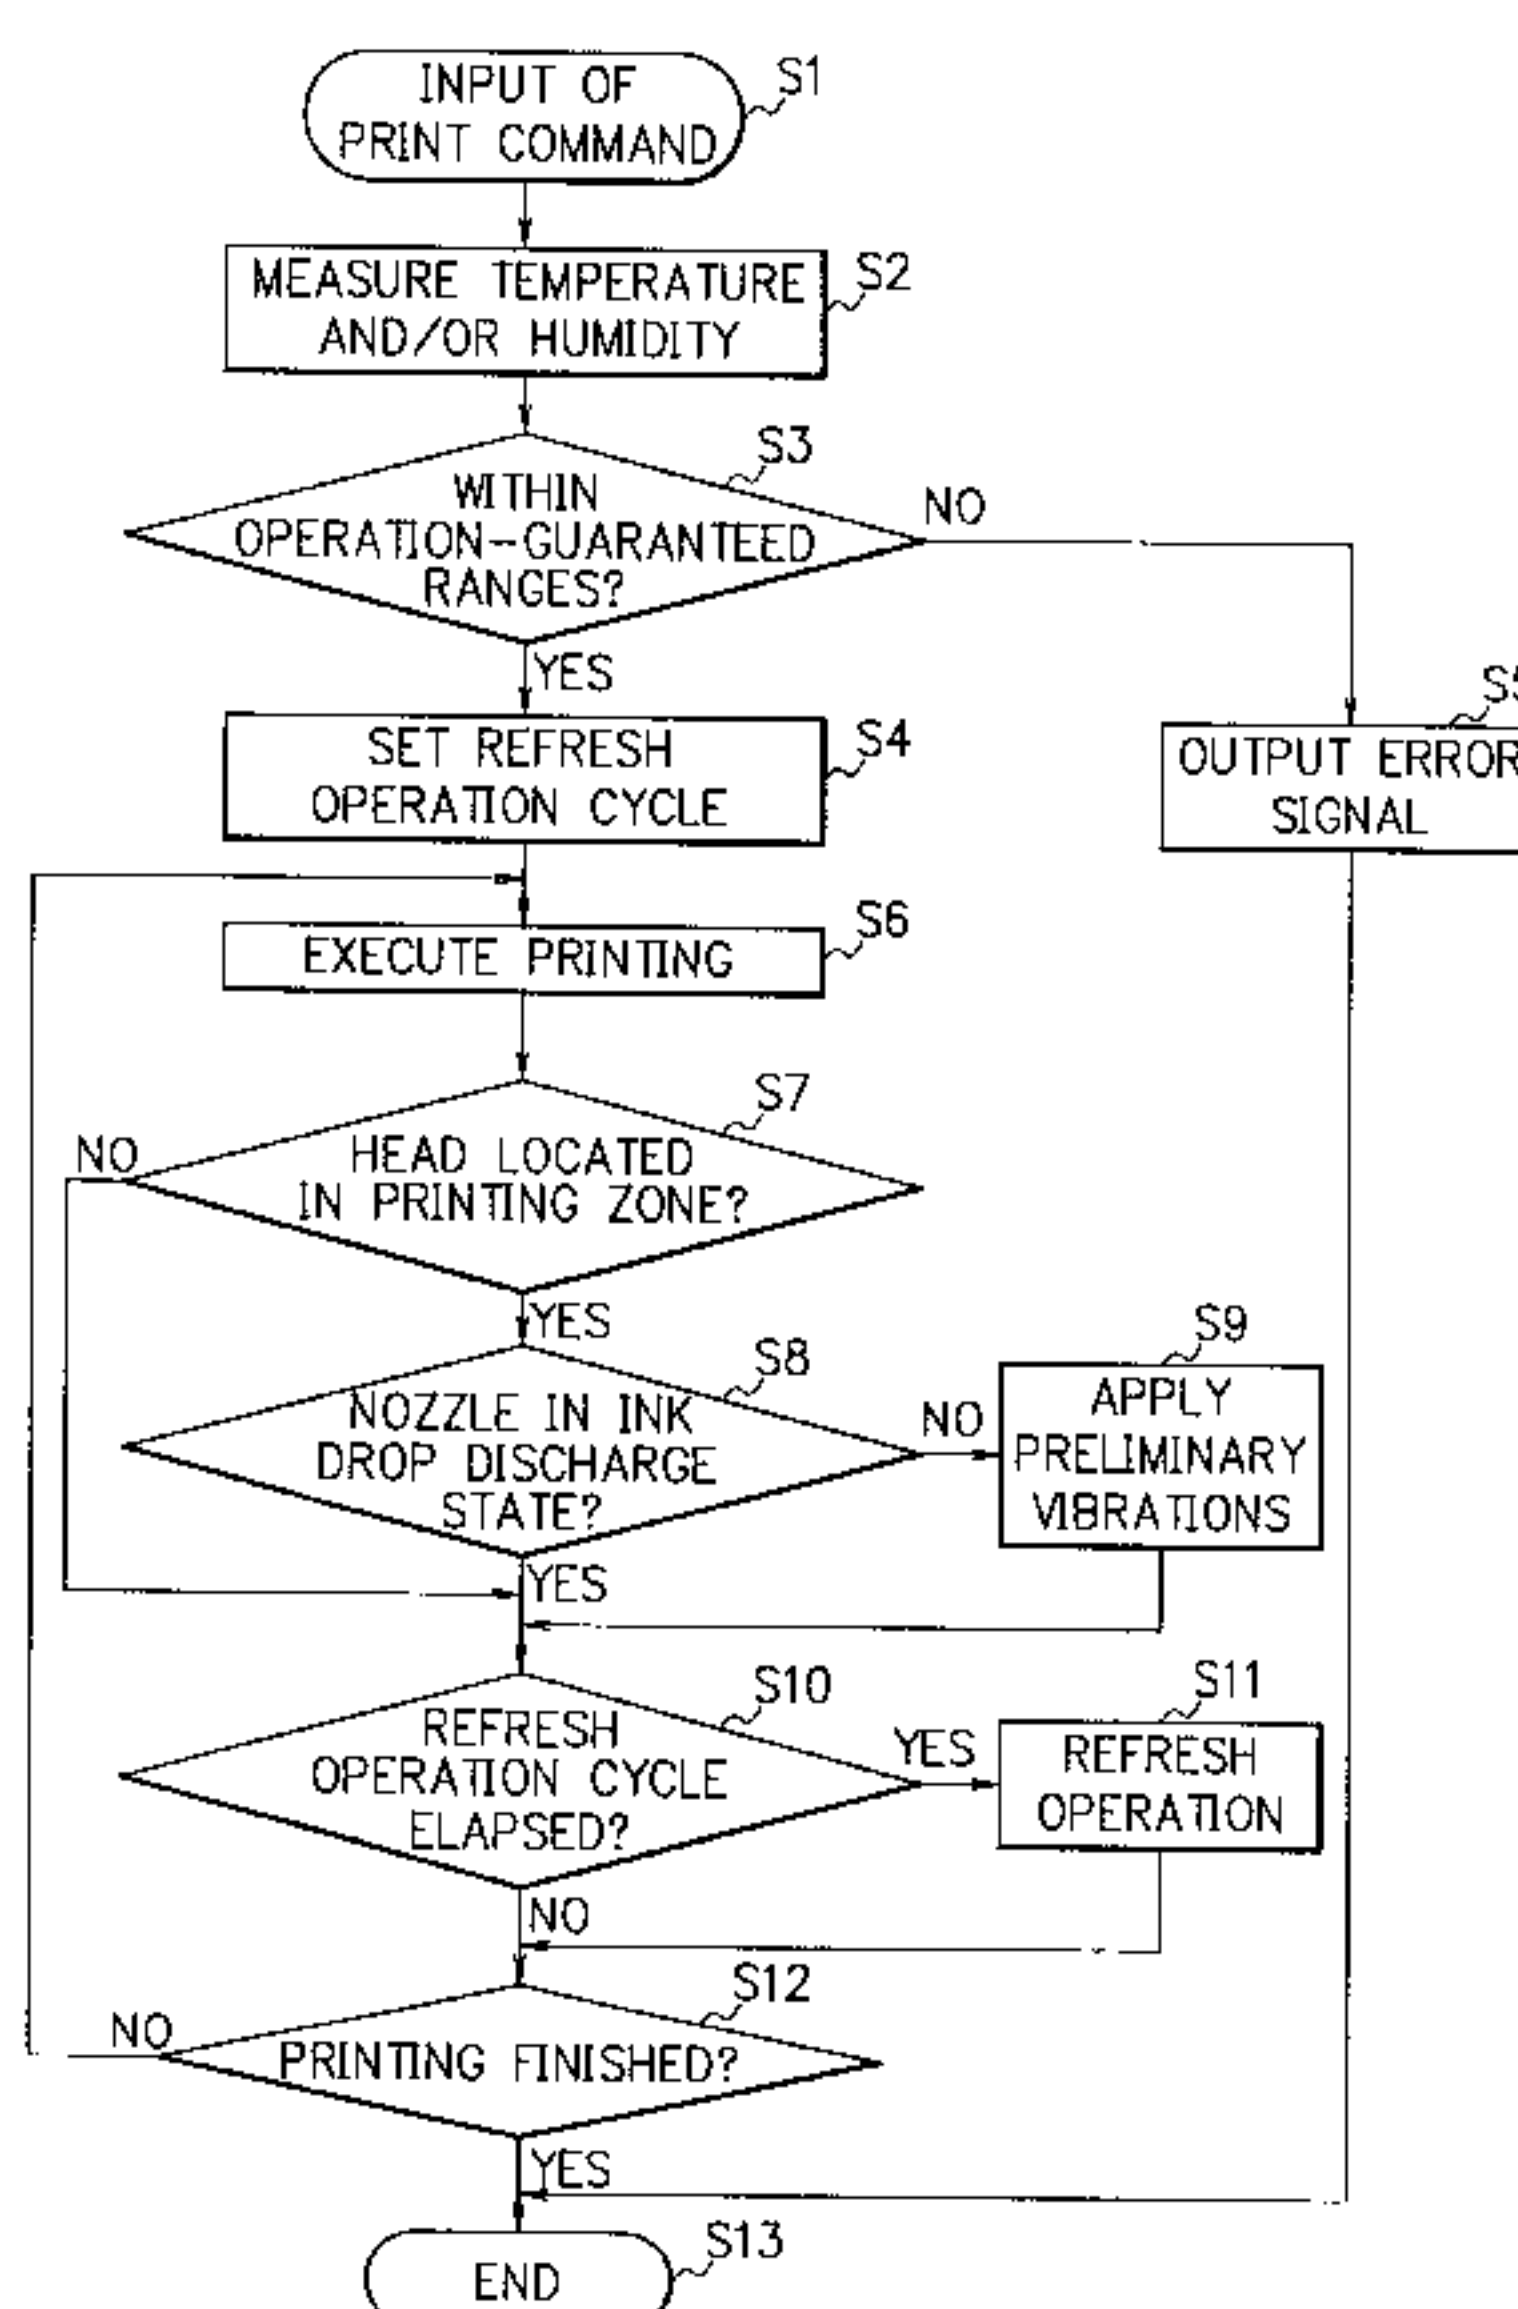 INPUT OF
PRINT COMMAND
S1
MEASURE TEMPERATURE
AND/OR HUMIDITY
S2
S3
WITHIN
OPERATION-GUARANTEED
RANGES?
NO
YES
SET REFRESH
OPERATION CYCLE
S4
S5
OUTPUT ERROR
SIGNAL
EXECUTE PRINTING
S6
S7
NO
HEAD LOCATED
IN PRINTING ZONE?
YES
S8
NOZZLE IN INK
DROP DISCHARGE
STATE?
NO
S9
APPLY
PRELIMINARY
VIBRATIONS
YES
S10
REFRESH
OPERATION CYCLE
ELAPSED?
YES
S11
REFRESH
OPERATION
NO
S12
NO
PRINTING FINISHED?
YES
S13
END